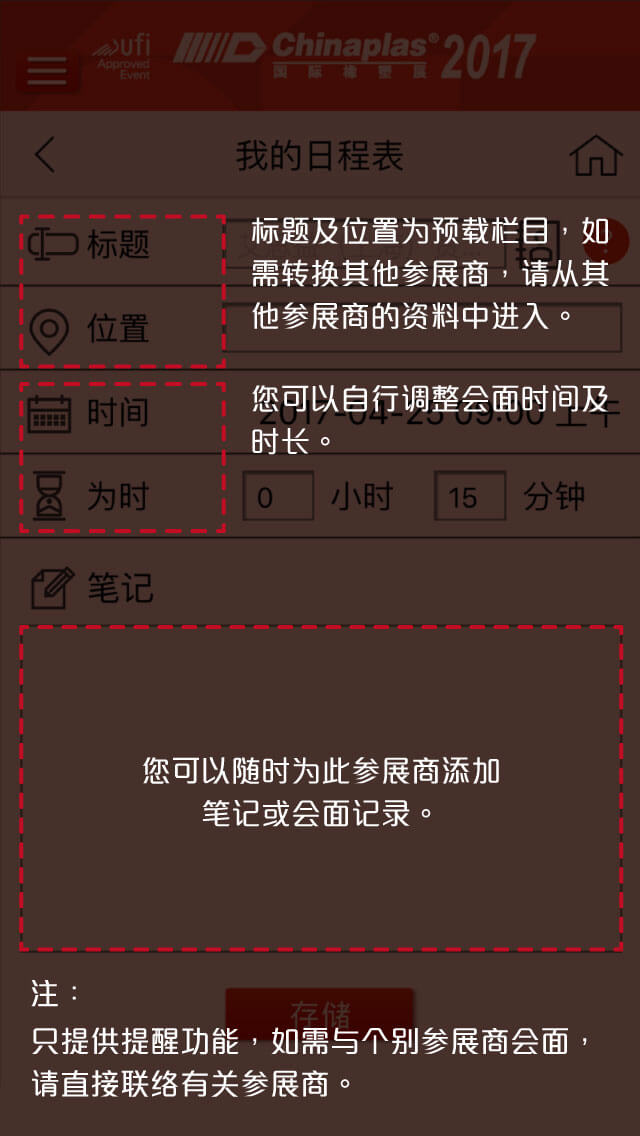 ufi
Approved
Event
Chinaplas® 2017
国际橡塑展
我的日程表
标题
标题及位置为预载栏目，如
需转换其他参展商，请从其
他参展商的资料中进入。
位置
时间
2017-04-25 09:00 上午
您可以自行调整会面时间及
时长。
为时
0 小时 15 分钟
笔记
您可以随时为此参展商添加
笔记或会面记录。
存储
注：
只提供提醒功能，如需与个别参展商会面，
请直接联络有关参展商。